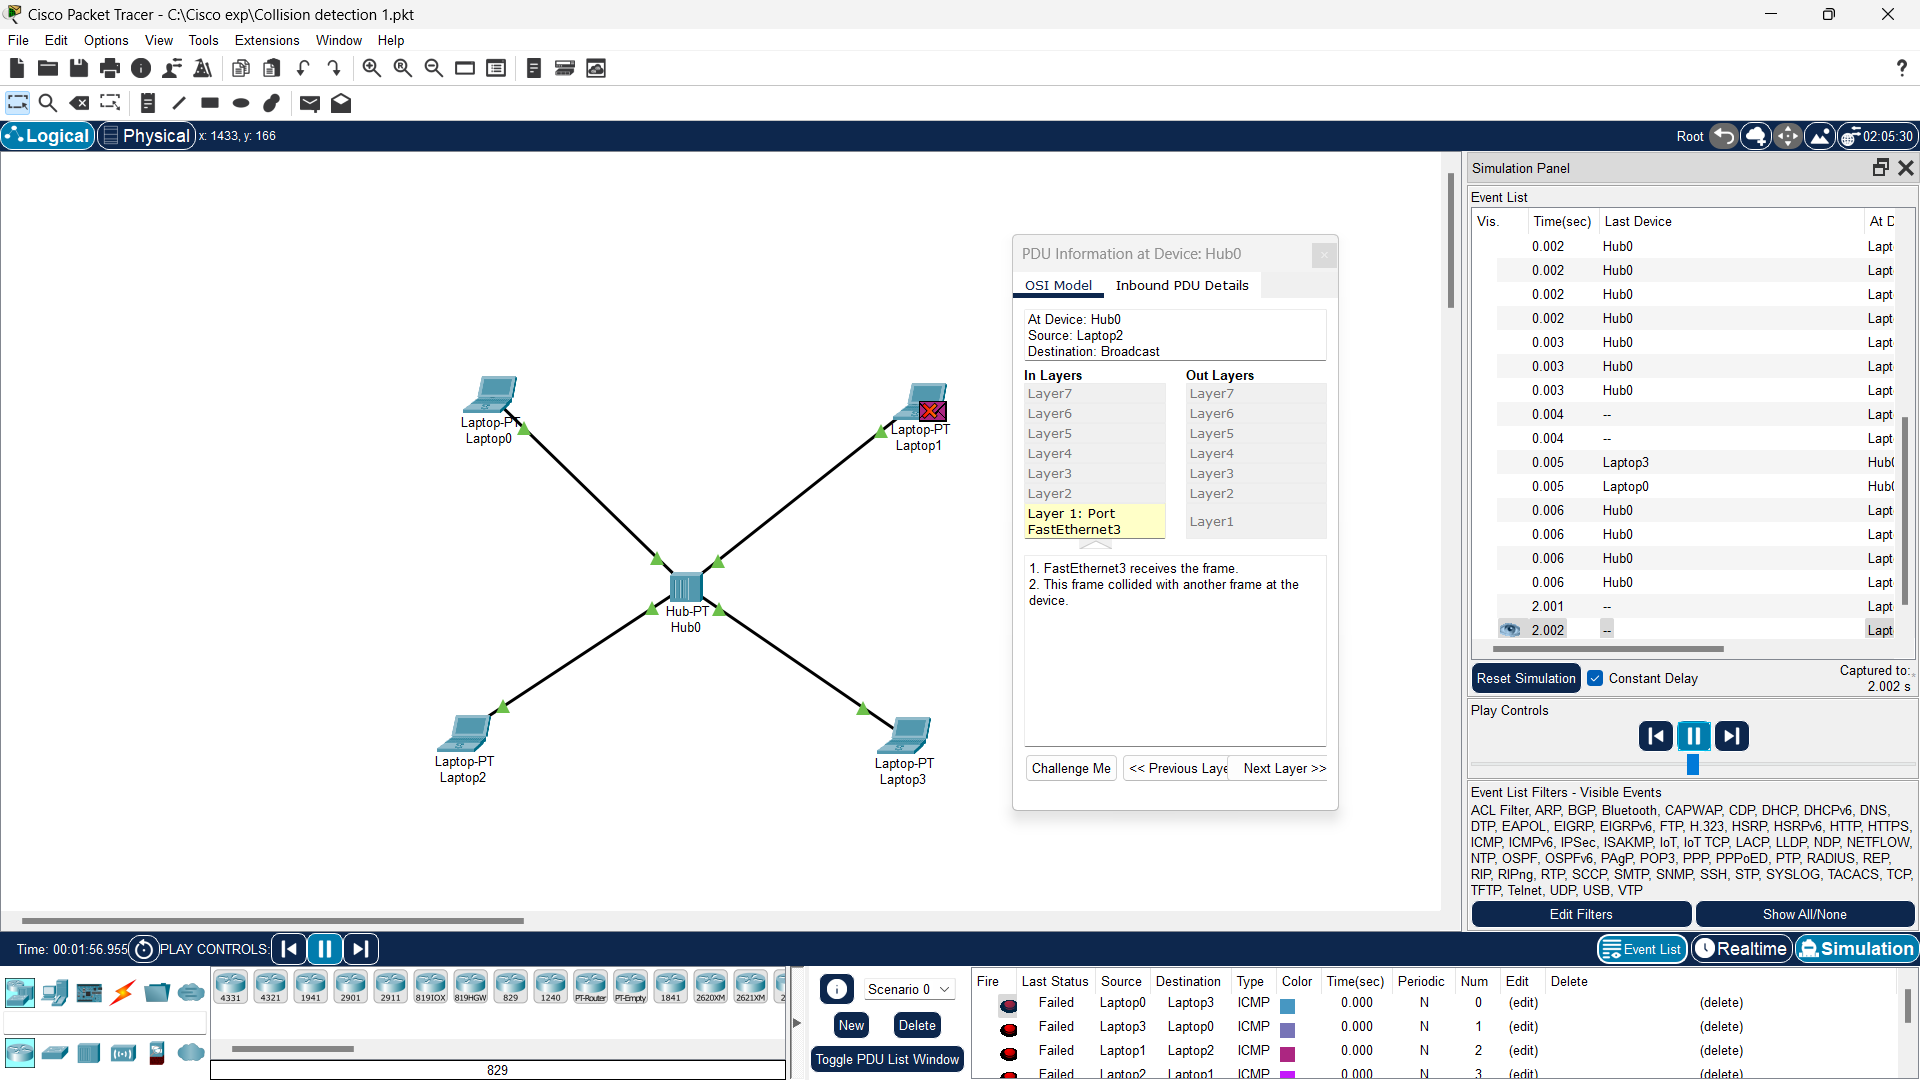 Cisco Packet Tracer - C:\Cisco exp\Collision detection 1.pkt
File Edit Options View Tools Extensions Window Help
Logical Physical x: 1433, y: 166
Root 02:05:30
Laptop-PT
Laptop0
Laptop-PT
Laptop1
Hub-PT
Hub0
Laptop-PT
Laptop2
Laptop-PT
Laptop3
PDU Information at Device: Hub0
OSI Model Inbound PDU Details
At Device: Hub0
Source: Laptop2
Destination: Broadcast
In Layers Out Layers
Layer7 Layer7
Layer6 Layer6
Layer5 Layer5
Layer4 Layer4
Layer3 Layer3
Layer2 Layer2
Layer 1: Port
FastEthernet3
Layer1
1. FastEthernet3 receives the frame.
2. This frame collided with another frame at the
device.
Challenge Me << Previous Laye Next Layer >>
Simulation Panel
Event List
Vis. Time(sec) Last Device At D
0.002 Hub0 Lapt
0.002 Hub0 Lapt
0.002 Hub0 Lapt
0.002 Hub0 Lapt
0.003 Hub0 Lapt
0.003 Hub0 Lapt
0.003 Hub0 Lapt
0.004 -- Lapt
0.004 -- Lapt
0.005 Laptop3 Hub0
0.005 Laptop0 Hub0
0.006 Hub0 Lapt
0.006 Hub0 Lapt
0.006 Hub0 Lapt
0.006 Hub0 Lapt
2.001 -- Lapt
2.002 -- Lapt
Reset Simulation Constant Delay Captured to:
2.002 s
Play Controls
Event List Filters - Visible Events
ACL Filter, ARP, BGP, Bluetooth, CAPWAP, CDP, DHCP, DHCPv6, DNS,
DTP, EAPOL, EIGRP, EIGRPv6, FTP, H.323, HSRP, HSRPv6, HTTP, HTTPS,
ICMP, ICMPv6, IPSec, ISAKMP, IoT, IoT TCP, LACP, LLDP, NDP, NETFLOW,
NTP, OSPF, OSPFv6, PAgP, POP3, PPP, PPPoED, PTP, RADIUS, REP,
RIP, RIPng, RTP, SCCP, SMTP, SNMP, SSH, STP, SYSLOG, TACACS, TCP,
TFTP, Telnet, UDP, USB, VTP
Edit Filters Show All/None
Time: 00:01:56.955 PLAY CONTROLS:
Event List Realtime Simulation
4331 4321 1941 2901 2911 819IOX 819HGW 829 1240 PT-Router PT-Empty 1841 2620XM 2621XM 2
829
Scenario 0
New Delete
Toggle PDU List Window
Fire Last Status Source Destination Type Color Time(sec) Periodic Num Edit Delete
Failed Laptop0 Laptop3 ICMP 0.000 N 0 (edit) (delete)
Failed Laptop3 Laptop0 ICMP 0.000 N 1 (edit) (delete)
Failed Laptop1 Laptop2 ICMP 0.000 N 2 (edit) (delete)
Failed Laptop2 Laptop1 ICMP 0.000 N 3 (edit) (delete)